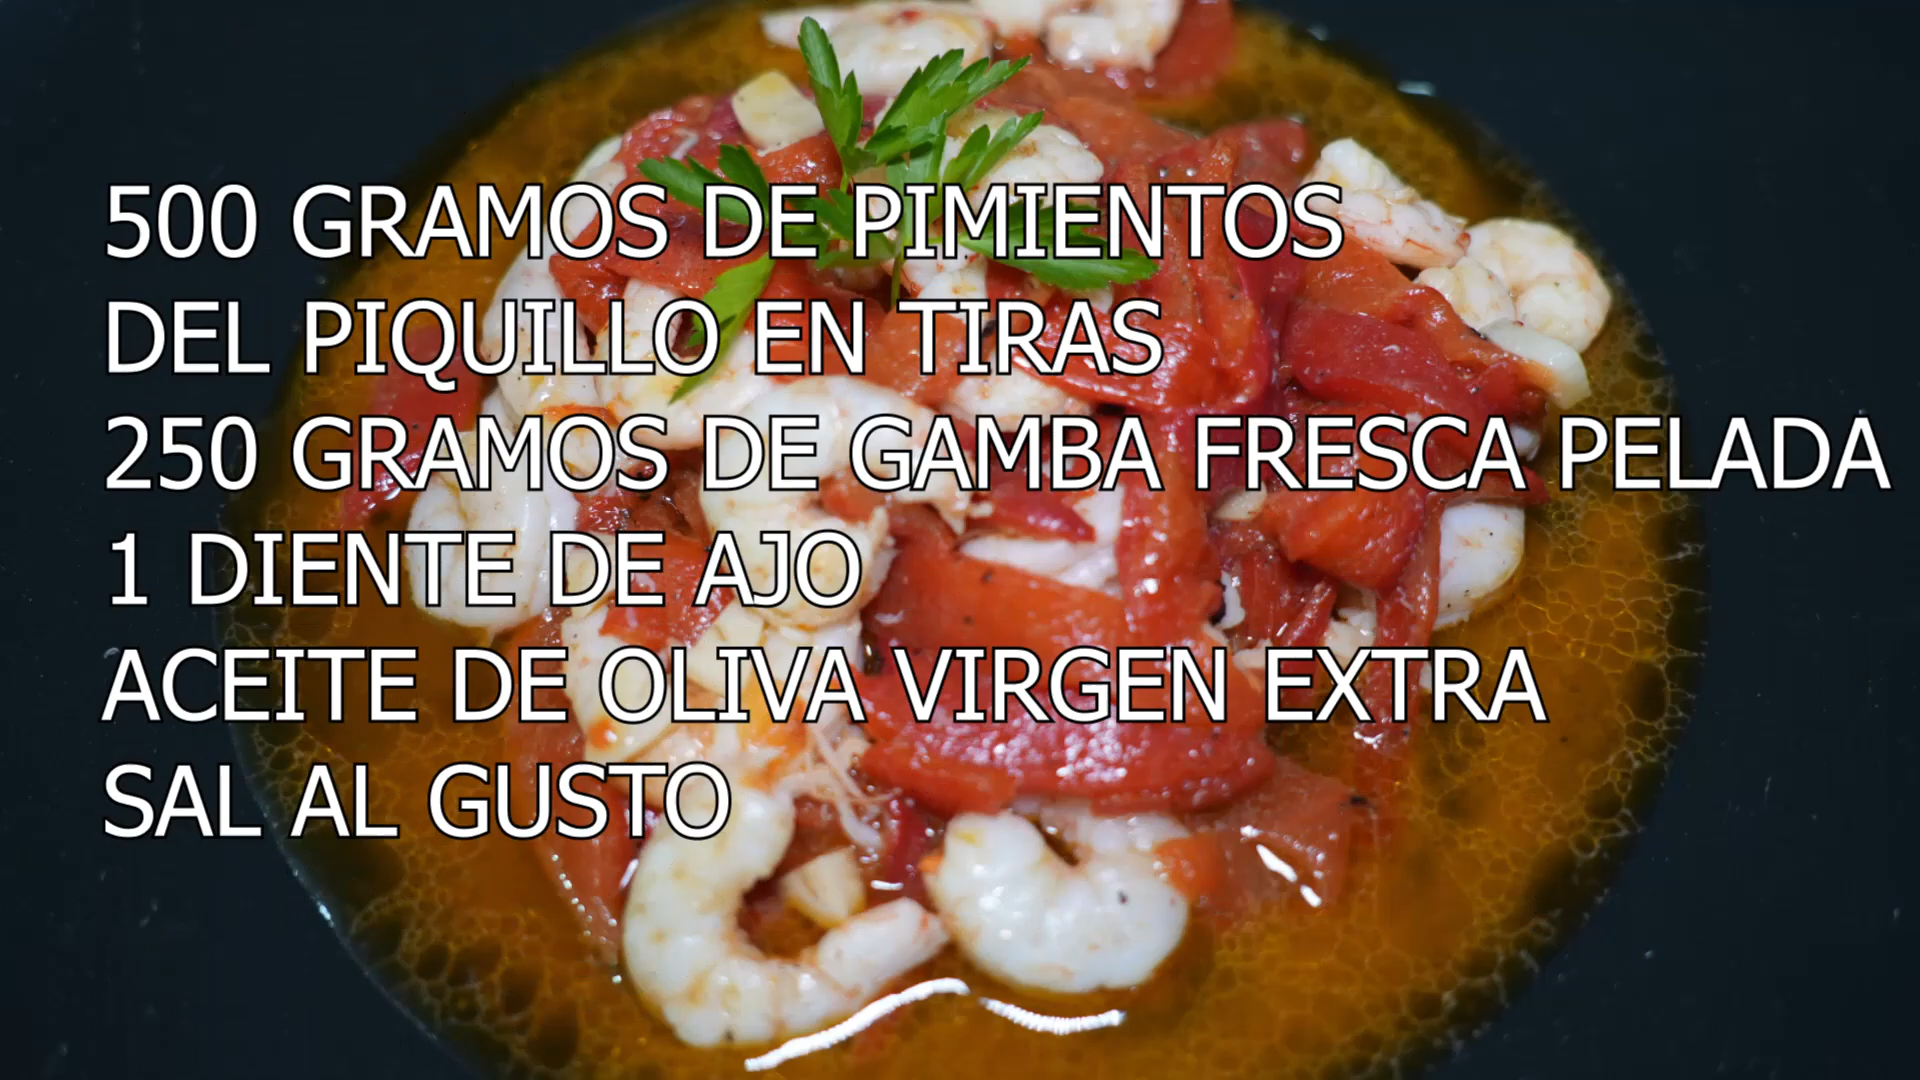 500 GRAMOS DE PIMIENTOS
DEL PIQUILLO EN TIRAS
250 GRAMOS DE GAMBA FRESCA PELADA
1 DIENTE DE AJO
ACEITE DE OLIVA VIRGEN EXTRA
SAL AL GUSTO